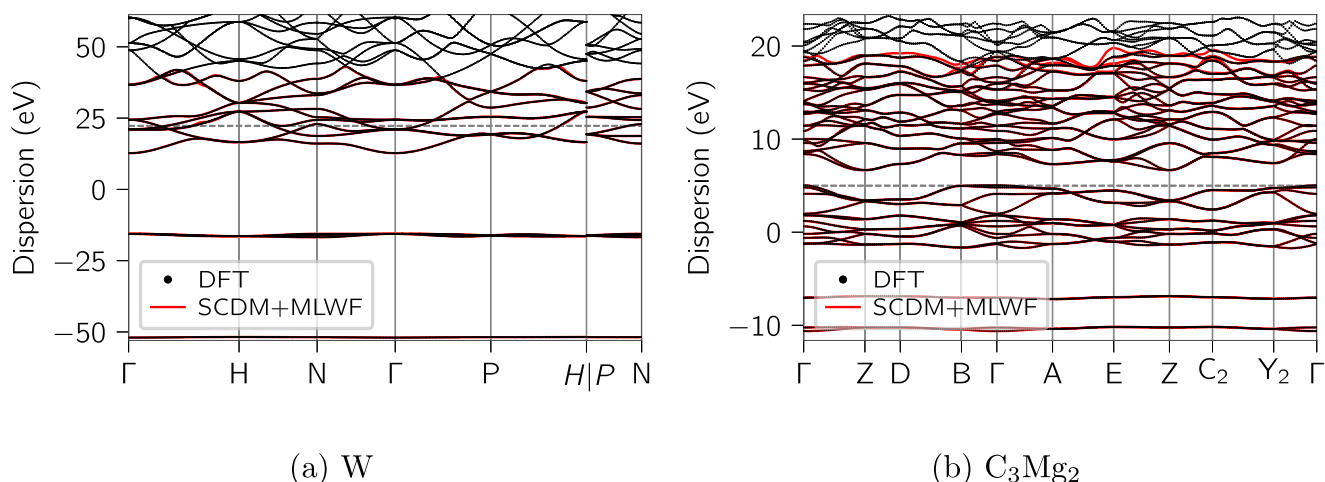 Dispersion (eV)
50
25
0
−25
−50
DFT
SCDM+MLWF
Γ H N Γ P H|P N
(a) W
Dispersion (eV)
20
10
0
−10
DFT
SCDM+MLWF
Γ Z D B Γ A E Z C₂ Y₂ Γ
(b) C₃Mg₂